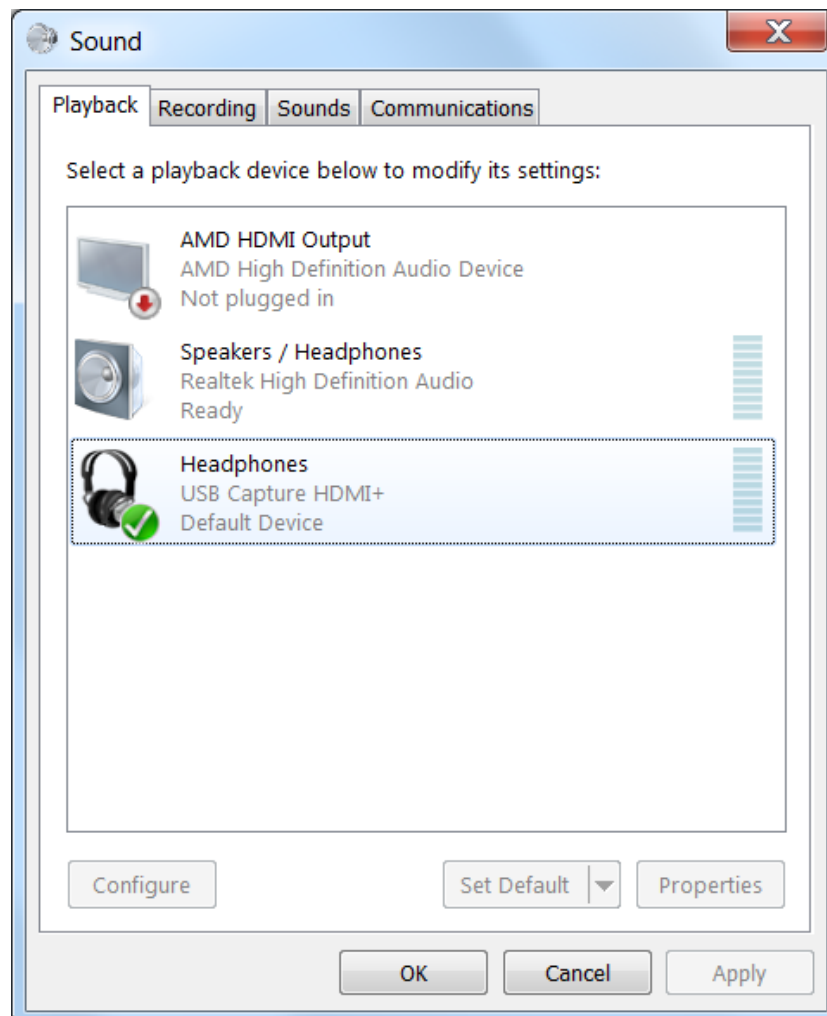 Sound
Playback Recording Sounds Communications
Select a playback device below to modify its settings:
AMD HDMI Output
AMD High Definition Audio Device
Not plugged in
Speakers / Headphones
Realtek High Definition Audio
Ready
Headphones
USB Capture HDMI+
Default Device
Configure Set Default Properties
OK Cancel Apply